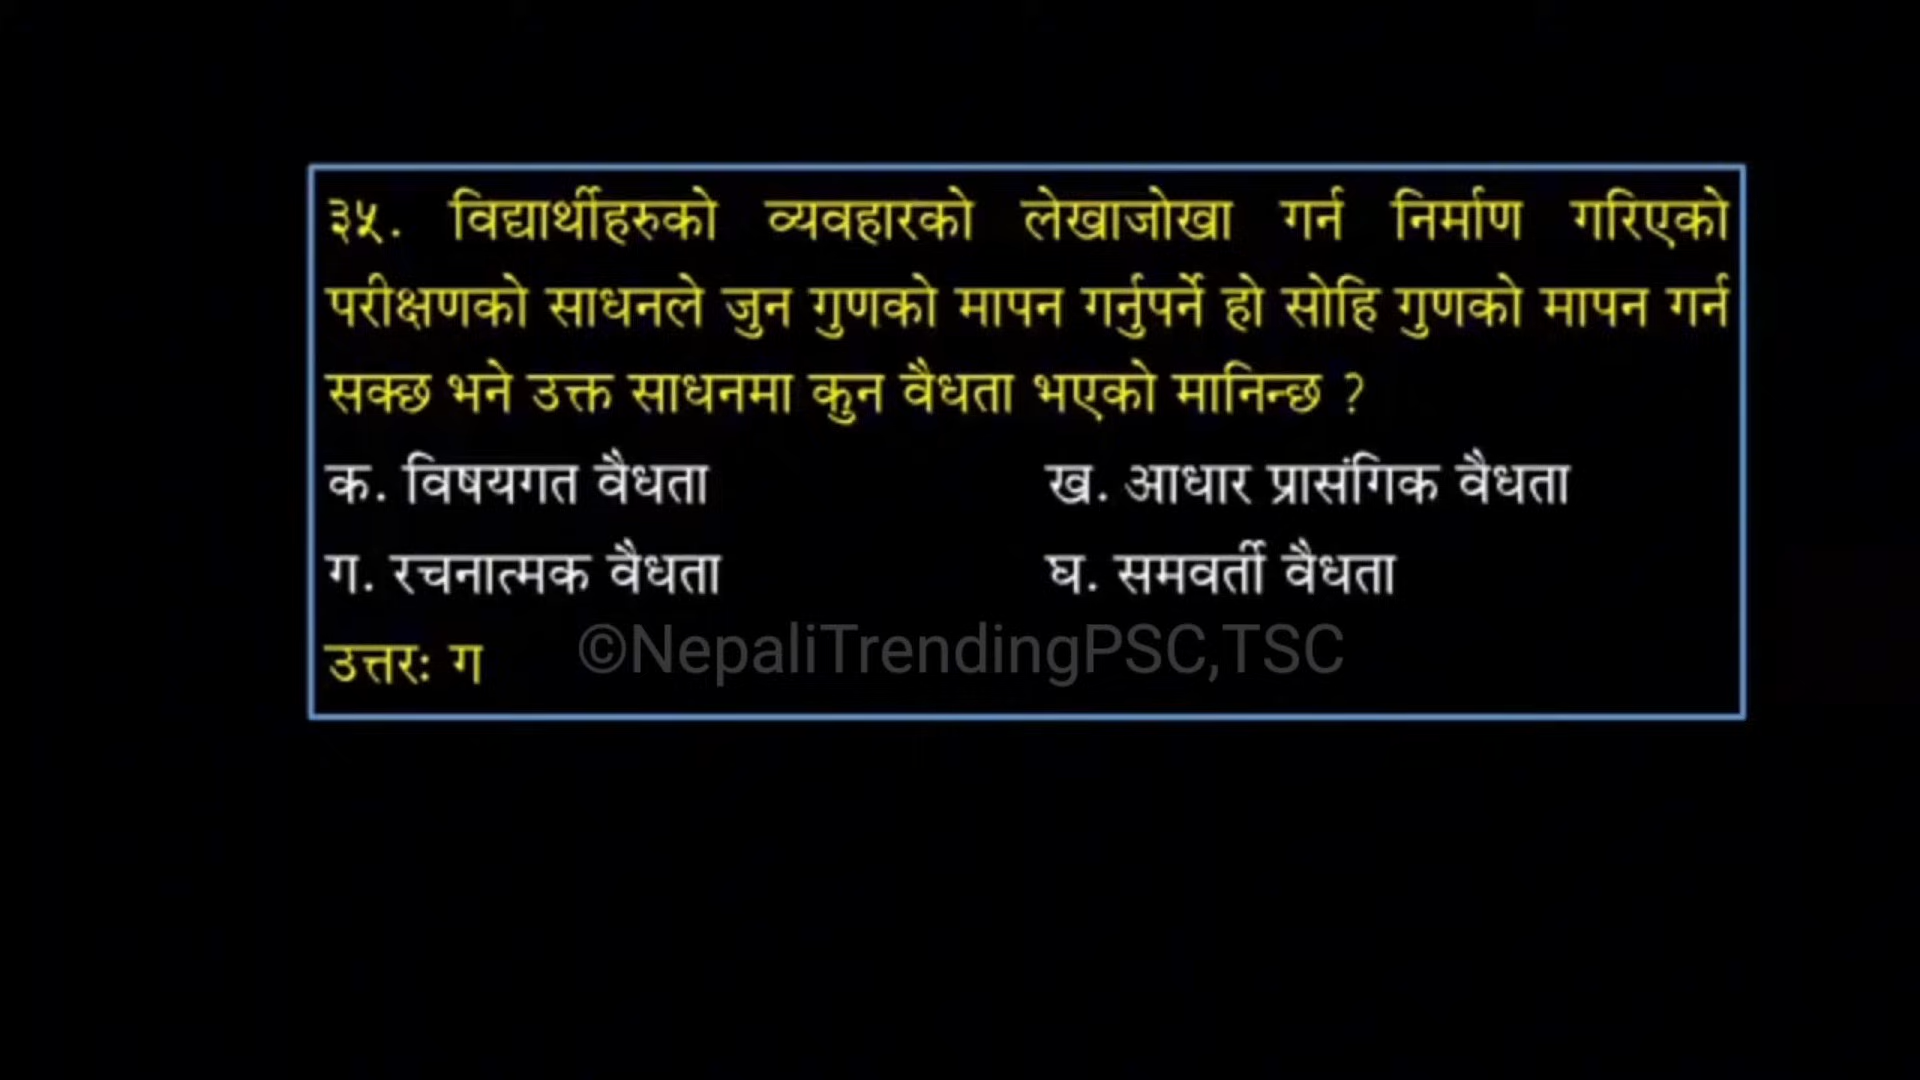 ३५. विद्यार्थीहरुको व्यवहारको लेखाजोखा गर्न निर्माण गरिएको
परीक्षणको साधनले जुन गुणको मापन गर्नुपर्ने हो सोहि गुणको मापन गर्न
सक्छ भने उक्त साधनमा कुन वैधता भएको मानिन्छ ?
क. विषयगत वैधता ख. आधार प्रासंगिक वैधता
ग. रचनात्मक वैधता घ. समवर्ती वैधता
उत्तरः ग ©NepaliTrendingPSC,TSC